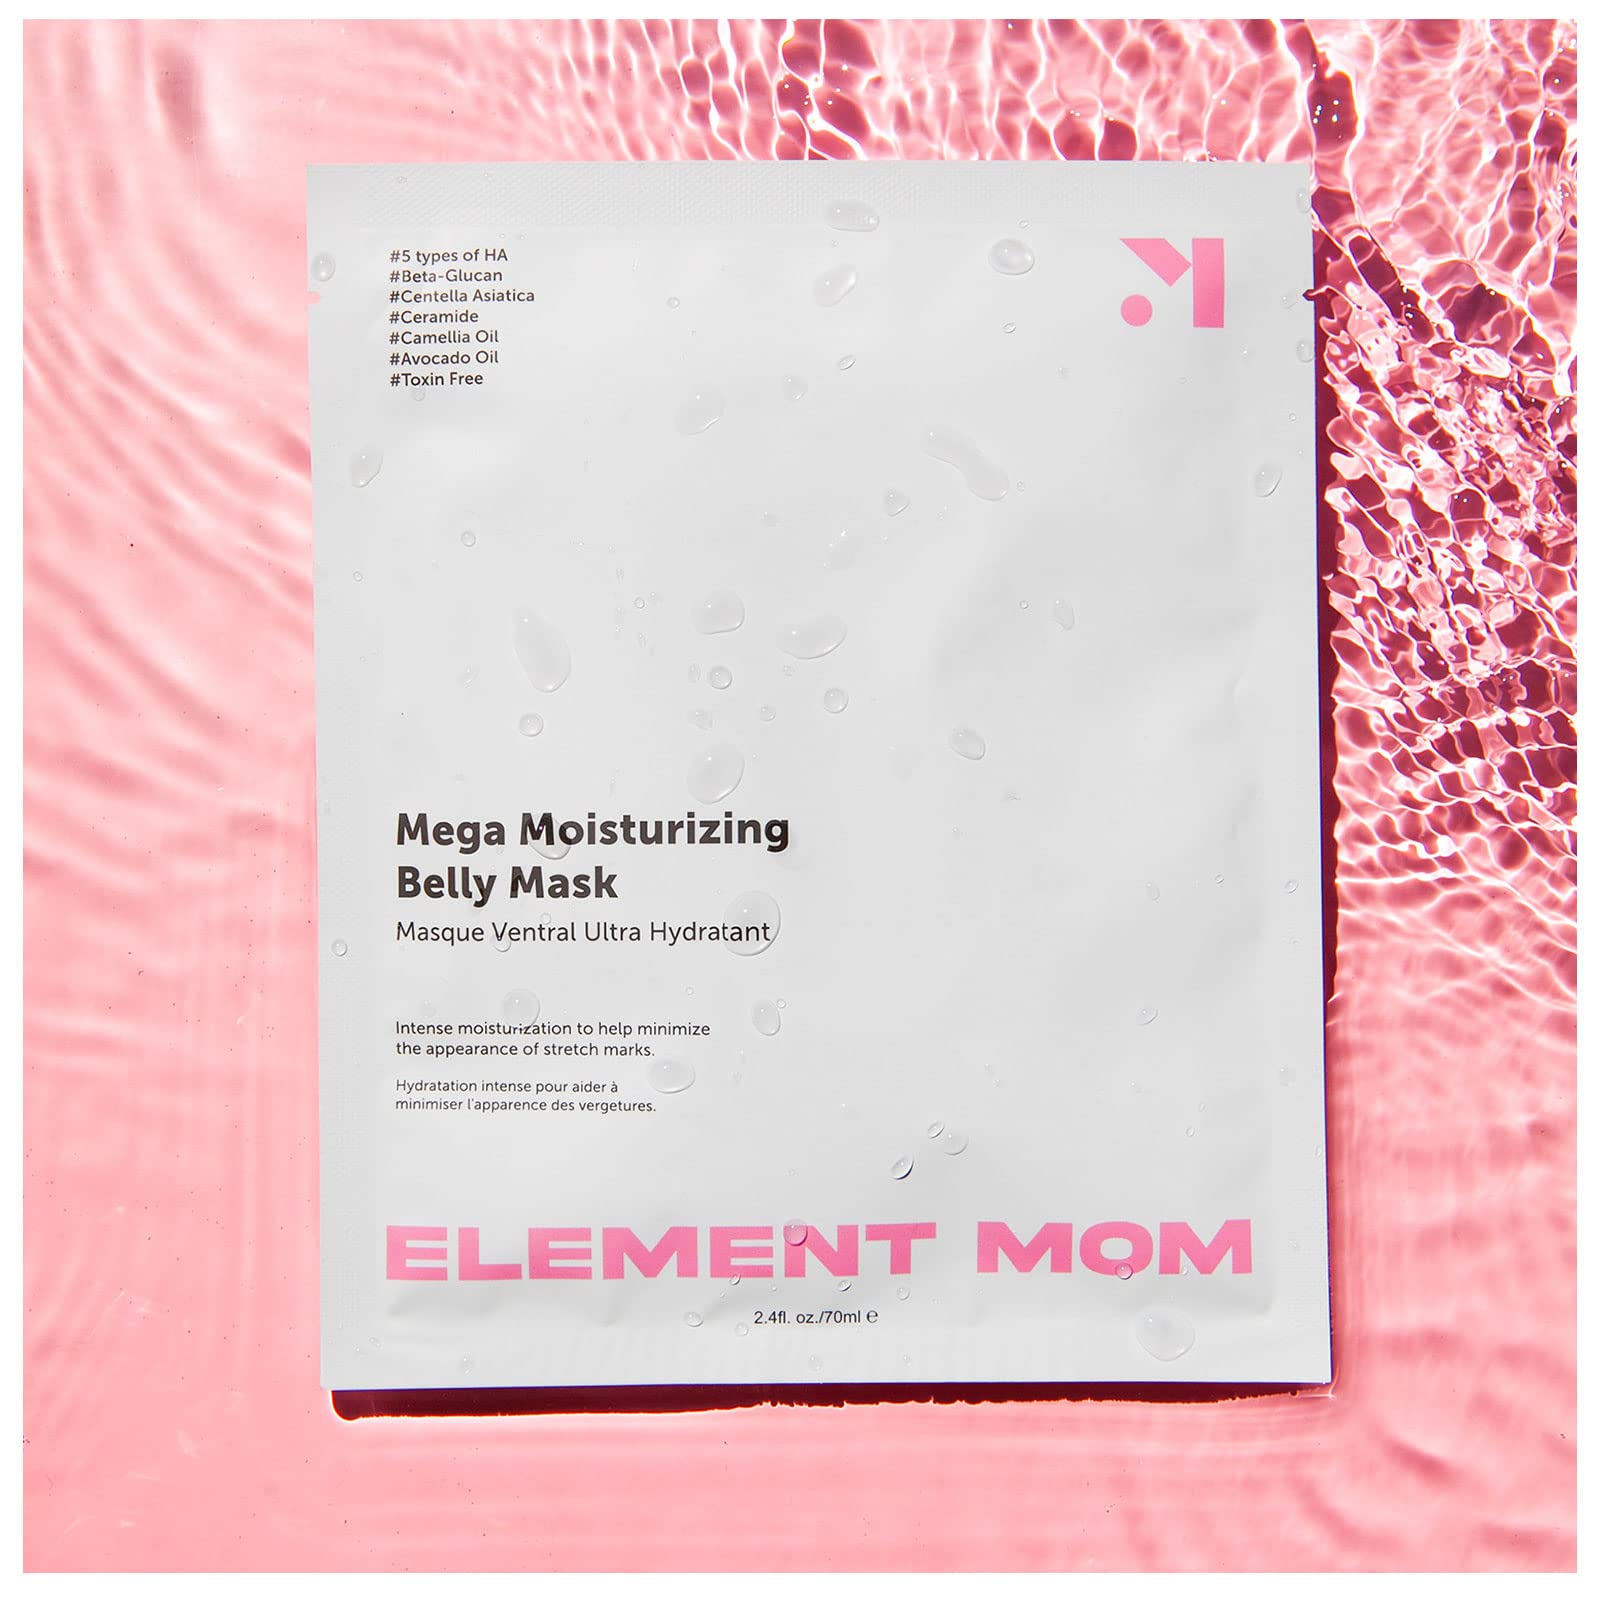 #5 types of HA
#Beta-Glucan
#Centella Asiatica
#Ceramide
#Camellia Oil
#Avocado Oil
#Toxin Free
Mega Moisturizing
Belly Mask
Masque Ventral Ultra Hydratant
Intense moisturization to help minimize
the appearance of stretch marks.
Hydratation intense pour aider à
minimiser l'apparence des vergetures.
ELEMENT MOM
2.4fl. oz./70ml ℮